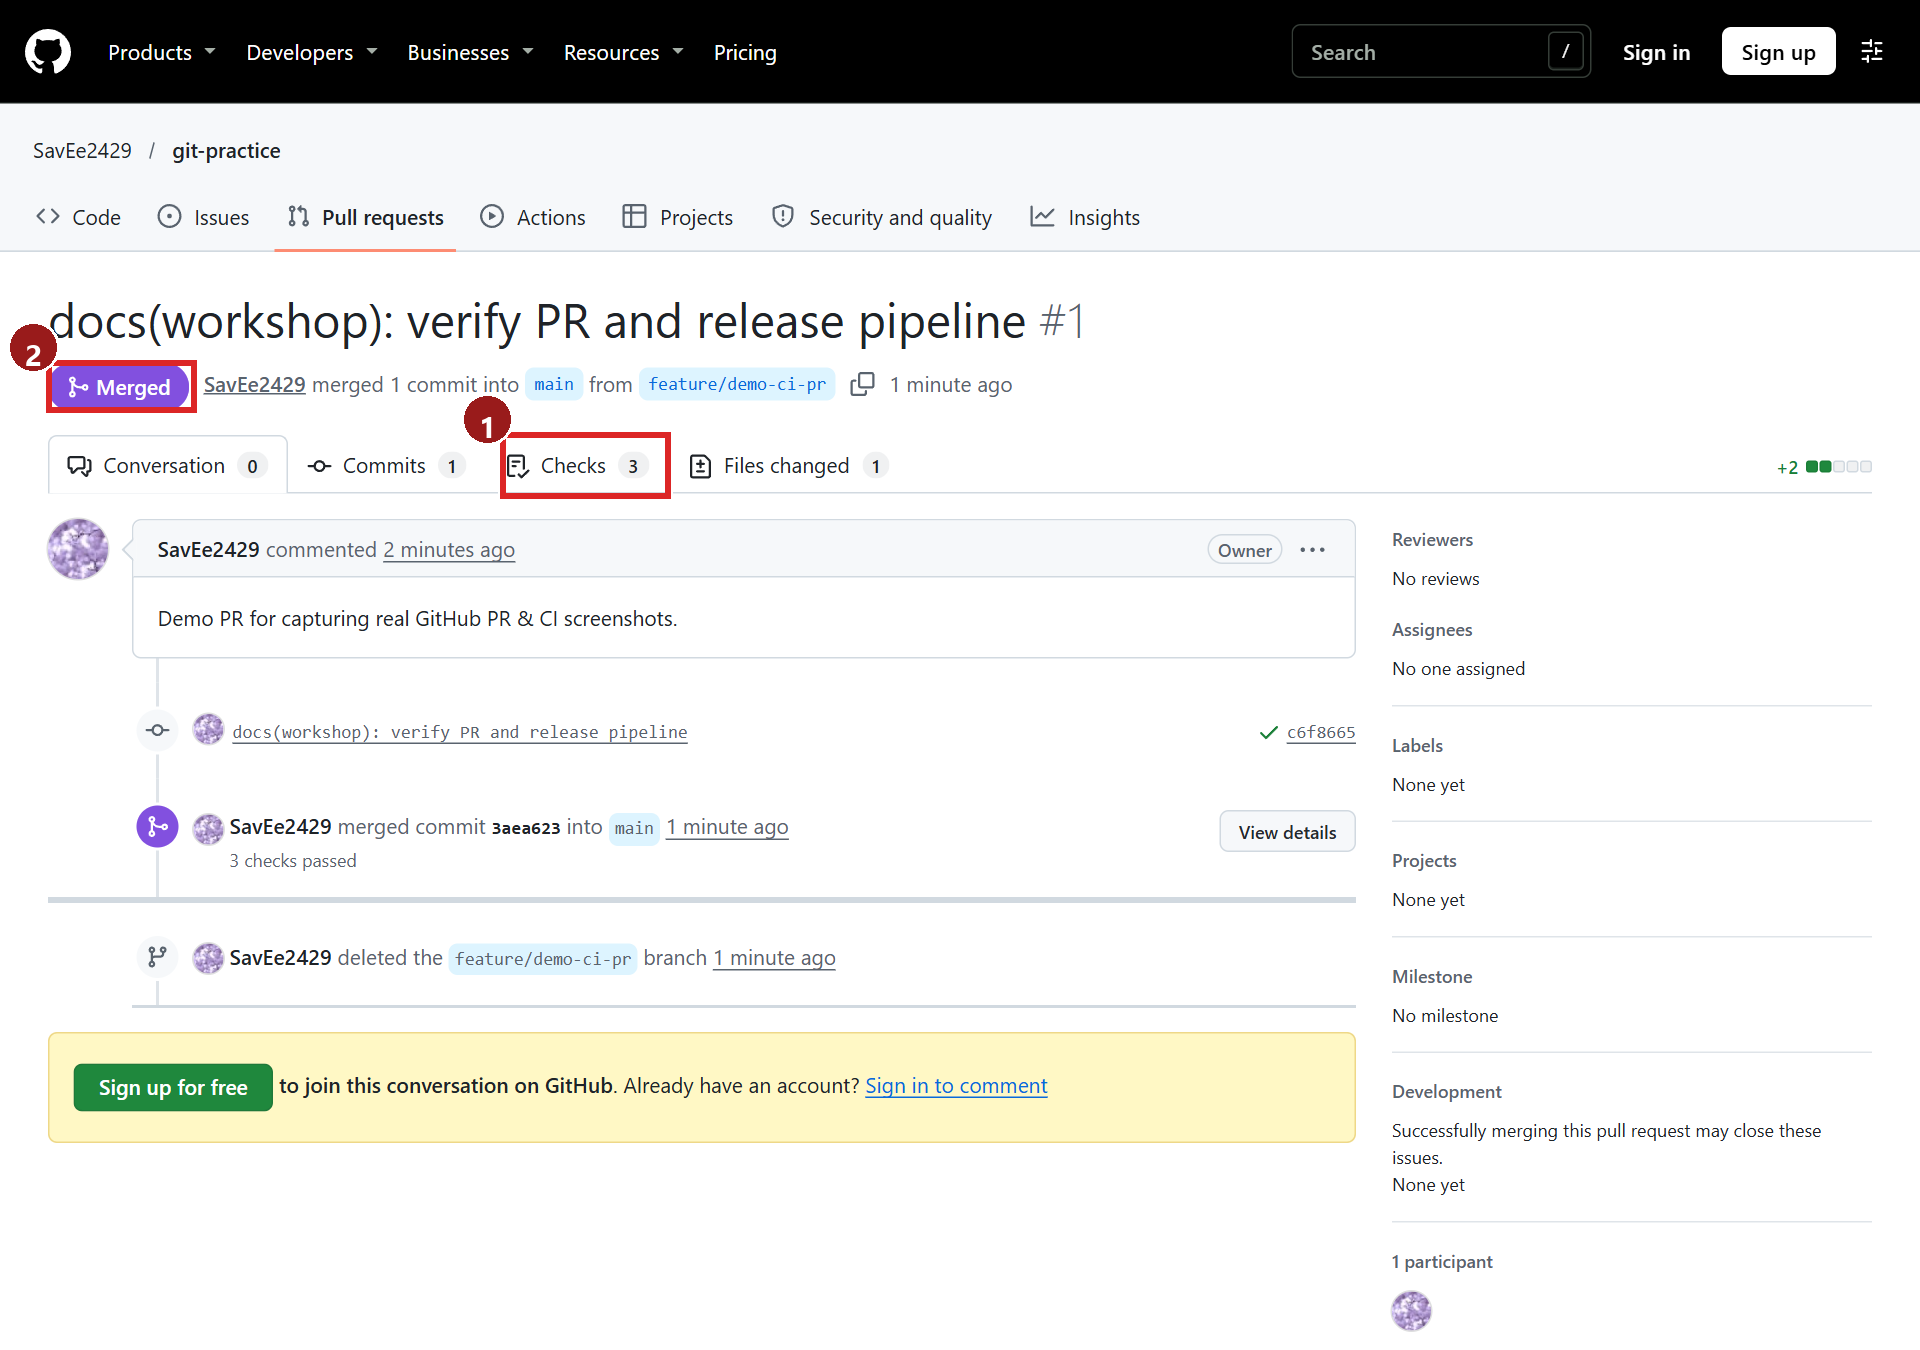 Products Developers Businesses Resources Pricing Search / Sign in Sign up
SavEe2429 / git-practice
Code Issues Pull requests Actions Projects Security and quality Insights
docs(workshop): verify PR and release pipeline #1
2
Merged SavEe2429 merged 1 commit into main from feature/demo-ci-pr 1 minute ago
1
Conversation 0 Commits 1 Checks 3 Files changed 1 +2
SavEe2429 commented 2 minutes ago Owner ...
Demo PR for capturing real GitHub PR & CI screenshots.
docs(workshop): verify PR and release pipeline c6f8665
SavEe2429 merged commit 3aea623 into main 1 minute ago View details
3 checks passed
SavEe2429 deleted the feature/demo-ci-pr branch 1 minute ago
Sign up for free to join this conversation on GitHub. Already have an account? Sign in to comment
Reviewers
No reviews
Assignees
No one assigned
Labels
None yet
Projects
None yet
Milestone
No milestone
Development
Successfully merging this pull request may close these
issues.
None yet
1 participant